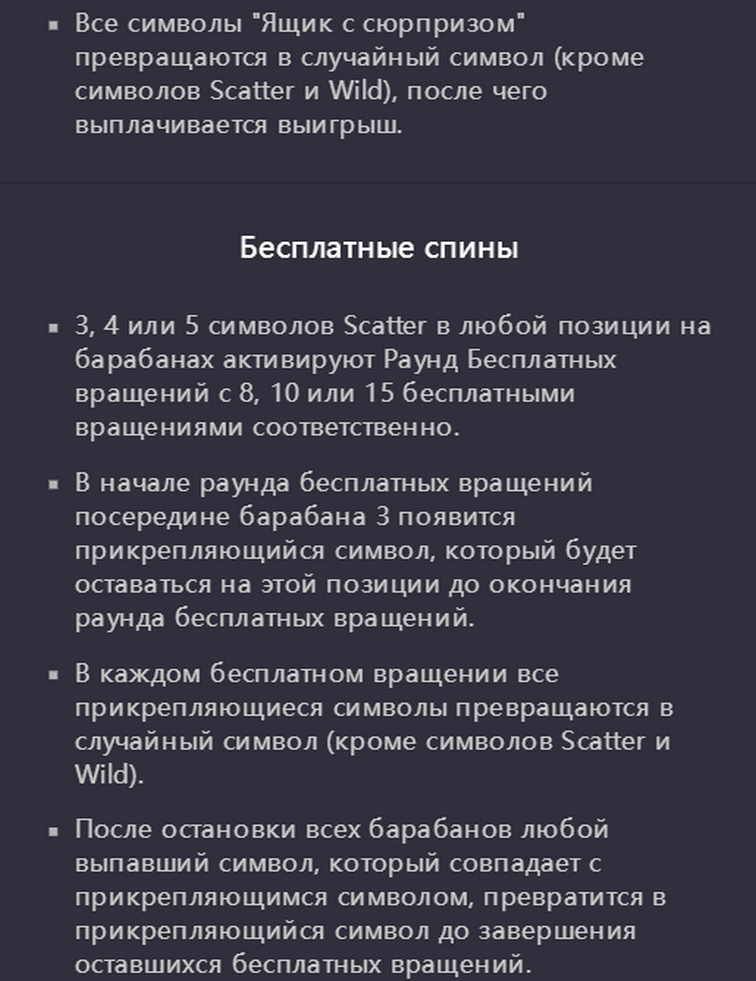 ▪ Все символы "Ящик с сюрпризом"
превращаются в случайный символ (кроме
символов Scatter и Wild), после чего
выплачивается выигрыш.
Бесплатные спины
▪ 3, 4 или 5 символов Scatter в любой позиции на
барабанах активируют Раунд Бесплатных
вращений с 8, 10 или 15 бесплатными
вращениями соответственно.
▪ В начале раунда бесплатных вращений
посередине барабана 3 появится
прикрепляющийся символ, который будет
оставаться на этой позиции до окончания
раунда бесплатных вращений.
▪ В каждом бесплатном вращении все
прикрепляющиеся символы превращаются в
случайный символ (кроме символов Scatter и
Wild).
▪ После остановки всех барабанов любой
выпавший символ, который совпадает с
прикрепляющимся символом, превратится в
прикрепляющийся символ до завершения
оставшихся бесплатных вращений.